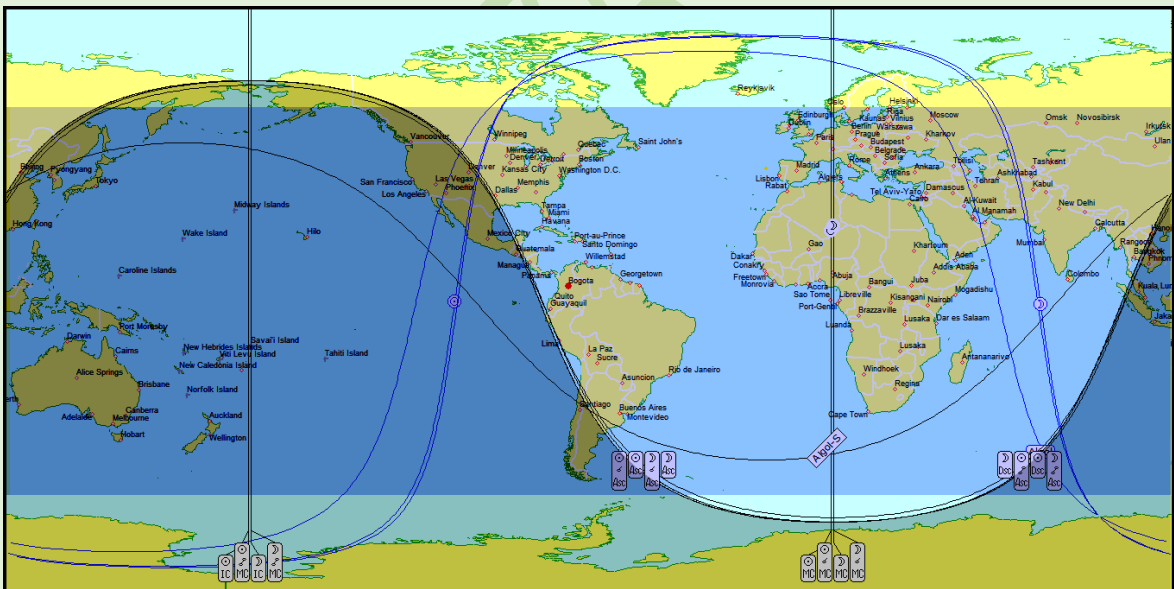 Reykjavik
Oslo
Helsinki
Edinburgh
Dublin
Riga
Kaunas
Vilnius
Moscow
Omsk
Novosibirsk
Irkutsk
Berlin
Warszawa
Paris
Prague
Kharkov
Budapest
Belgrade
Sofia
Rome
Ulan
Vancouver
Winnipeg
Quebec
Saint John's
Minneapolis
Denver
Detroit
Boston
Denver
Kansas City
Washington D.C.
Madrid
Lisbon
Rabat
Algiers
Athens
Ankara
Tbilisi
Tashkent
Ashkhabad
Tehran
Kabul
Pyongyang
Tokyo
San Francisco
Las Vegas
Phoenix
Los Angeles
Dallas
Memphis
Tel Aviv-Yafo
Damascus
Cairo
Al-Kuwait
Al Manamah
New Delhi
Midway Islands
Tampa
Miami
Havana
Hong Kong
Wake Island
Hilo
Mexico City
Port-au-Prince
Santo Domingo
Guatemala
Willemstad
Managua
Panama
Georgetown
Dakar
Conakry
Freetown
Monrovia
Gao
Khartoum
Aden
Addis Ababa
Mumbai
Calcutta
Rangoon
Bangkok
Colombo
Caroline Islands
Bogota
Quito
Guayaquil
Abuja
Accra
Sao Tome
Libreville
Port-Gentil
Bangui
Juba
Mogadishu
Kisangani
Nairobi
Brazzaville
Kuala Lum
Jaka
Port Moresby
Darwin
Cairns
New Hebrides Islands
Savai'i Island
Viti Levu Island
Tahiti Island
New Caledonia Island
Lima
La Paz
Sucre
Luanda
Lusaka
Dar es Salaam
Lusaka
Antananarivo
Alice Springs
Brisbane
Norfolk Island
Asuncion
Rio de Janeiro
Windhoek
Regina
Adelaide
Canberra
Melbourne
Auckland
Hobart
Wellington
Santiago
Buenos Aires
Montevideo
Cape Town
Algol-S
Asc Asc Asc Asc
Dsc Asc Dsc Asc
IC MC IC MC
MC MC MC MC